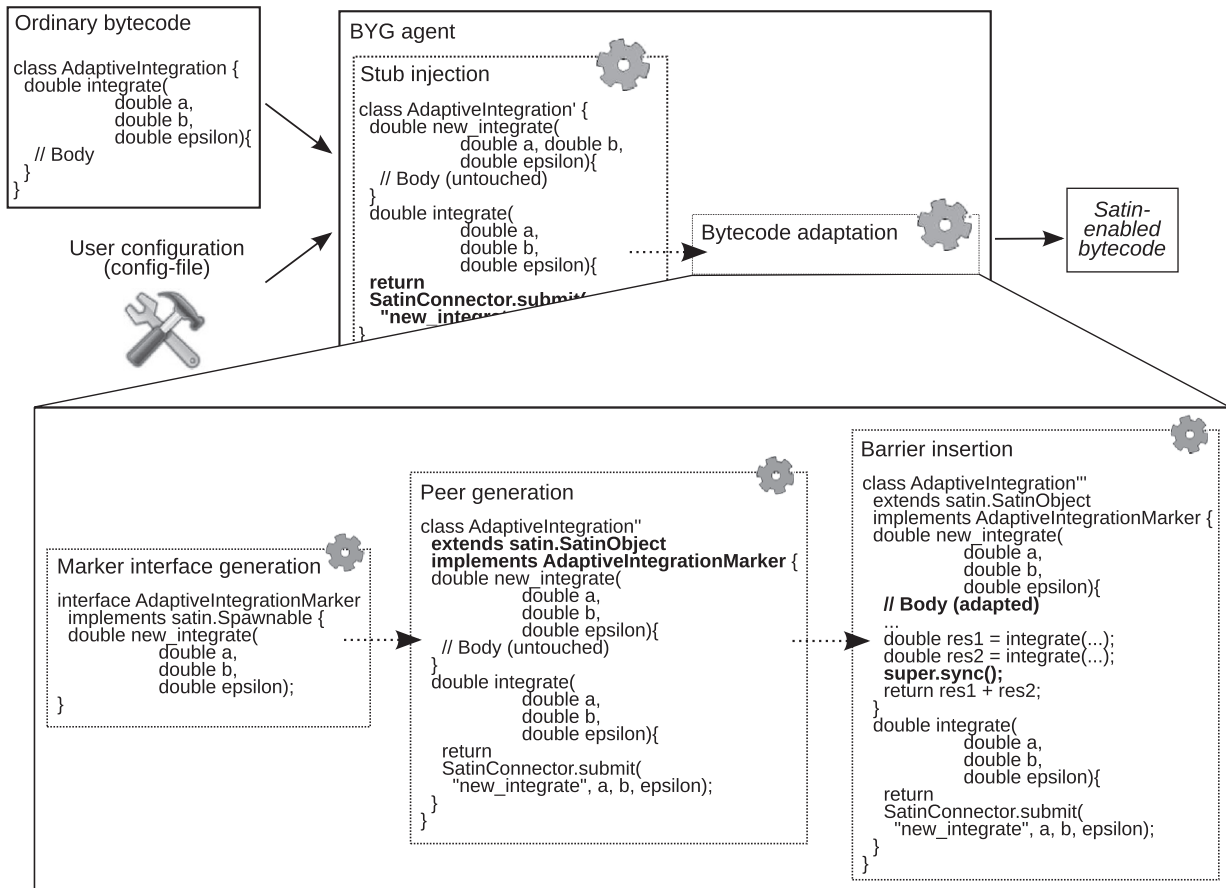 Ordinary bytecode
class AdaptiveIntegration {
double integrate(
double a,
double b,
double epsilon){
// Body
}
}
User configuration
(config-file)
BYG agent
Stub injection
class AdaptiveIntegration' {
double new_integrate(
double a, double b,
double epsilon){
// Body (untouched)
}
double integrate(
double a,
double b,
double epsilon){
return
SatinConnector.submit(
"new_integr
}
Bytecode adaptation
Satin-
enabled
bytecode
Marker interface generation
interface AdaptiveIntegrationMarker
implements satin.Spawnable {
double new_integrate(
double a,
double b,
double epsilon);
}
Peer generation
class AdaptiveIntegration''
extends satin.SatinObject
implements AdaptiveIntegrationMarker {
double new_integrate(
double a,
double b,
double epsilon){
// Body (untouched)
}
double integrate(
double a,
double b,
double epsilon){
return
SatinConnector.submit(
"new_integrate", a, b, epsilon);
}
}
Barrier insertion
class AdaptiveIntegration'''
extends satin.SatinObject
implements AdaptiveIntegrationMarker {
double new_integrate(
double a,
double b,
double epsilon){
// Body (adapted)
...
double res1 = integrate(...);
double res2 = integrate(...);
super.sync();
return res1 + res2;
}
double integrate(
double a,
double b,
double epsilon){
return
SatinConnector.submit(
"new_integrate", a, b, epsilon);
}
}